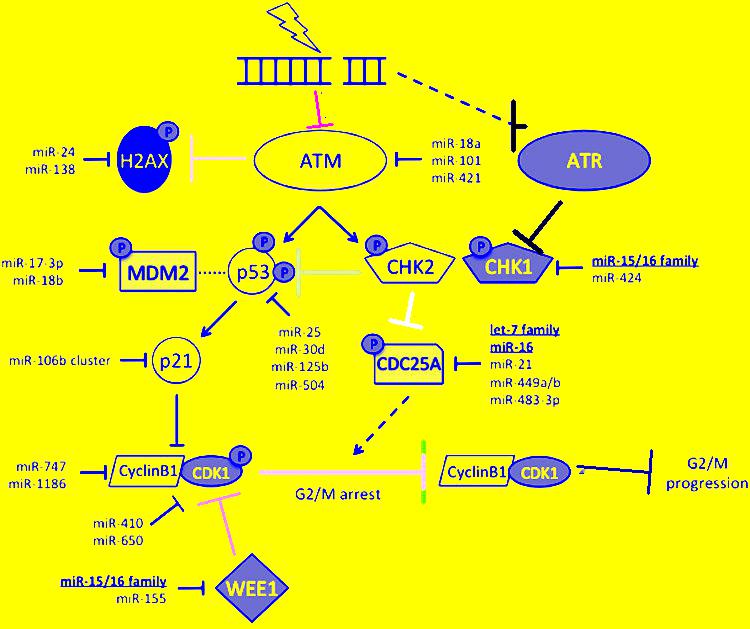 miR-24
miR-138
H2AX
P
ATM
miR-18a
miR-101
miR-421
ATR
miR-17-3p
miR-18b
P
MDM2
P
p53
P
P
CHK2
P
CHK1
miR-15/16 family
miR-424
miR-106b cluster
p21
miR-25
miR-30d
miR-125b
miR-504
P
CDC25A
let-7 family
miR-16
miR-21
miR-449a/b
miR-483-3p
miR-747
miR-1186
CyclinB1
CDK1
P
G2/M arrest
CyclinB1
CDK1
G2/M
progression
miR-410
miR-650
miR-15/16 family
miR-155
WEE1